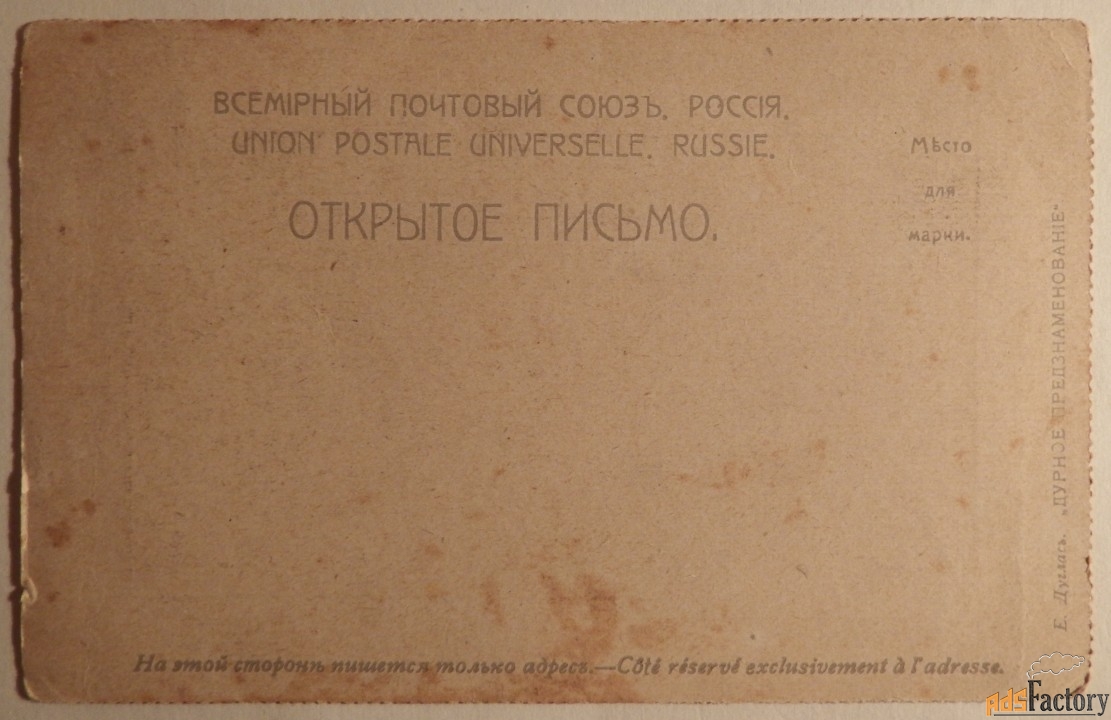 ВСЕМІРНЫЙ ПОЧТОВЫЙ СОЮЗЪ. РОССІЯ.
UNION POSTALE UNIVERSELLE. RUSSIE.
ОТКРЫТОЕ ПИСЬМО.
Мѣсто
для
марки.
Е. Дугласъ. „ДУРНОЕ ПРЕДЗНАМЕНОВАНІЕ"
На этой сторонѣ пишется только адресъ.—Côté réservé exclusivement à l'adresse.
AdsFactory